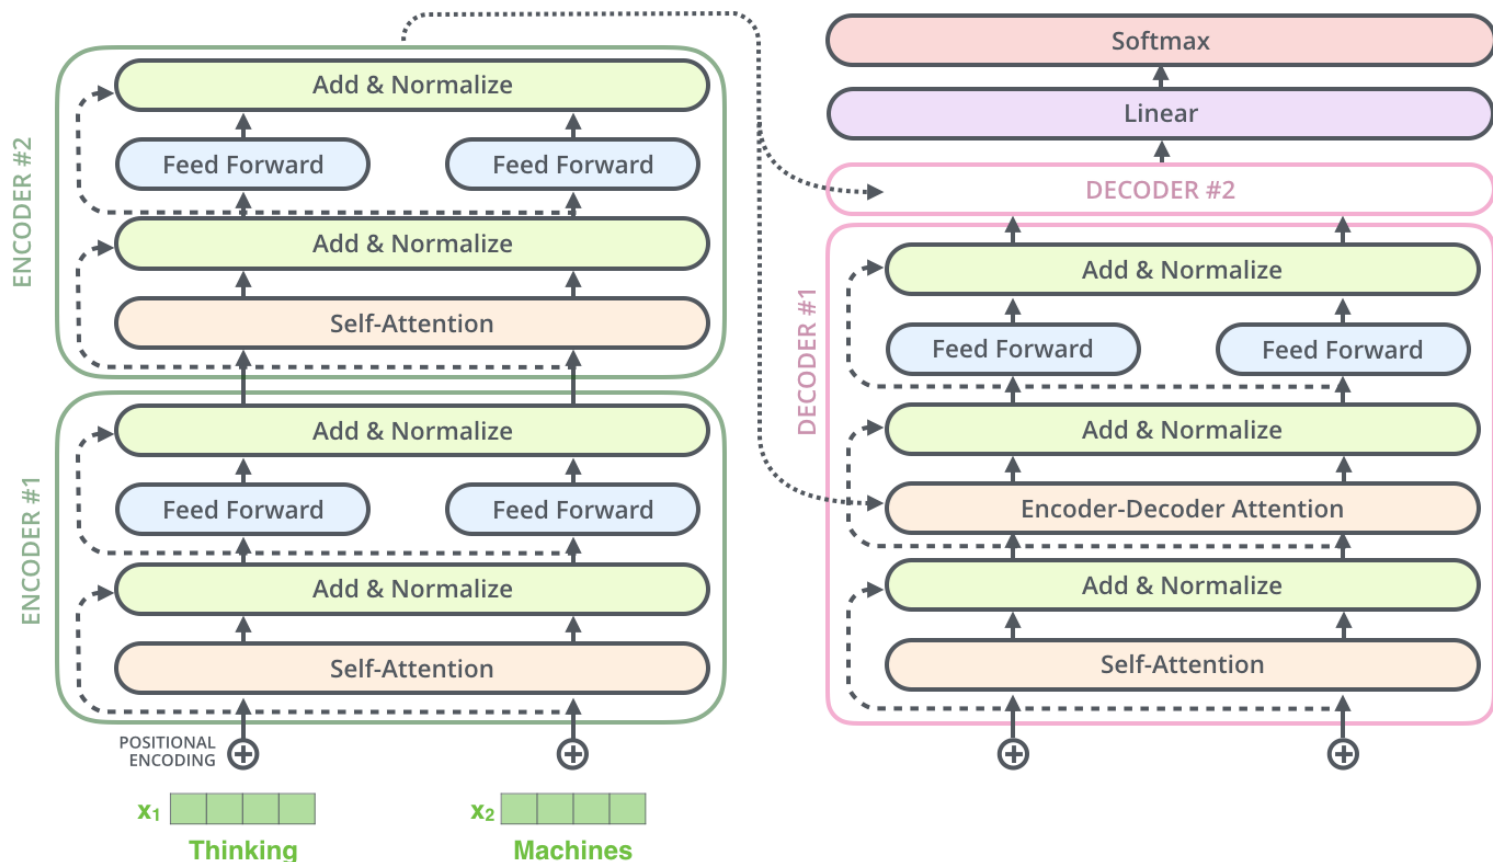 ENCODER #2
Add & Normalize
Feed Forward
Feed Forward
Add & Normalize
Self-Attention
ENCODER #1
Add & Normalize
Feed Forward
Feed Forward
Add & Normalize
Self-Attention
POSITIONAL
ENCODING
x₁
x₂
Thinking
Machines
Softmax
Linear
DECODER #2
DECODER #1
Add & Normalize
Feed Forward
Feed Forward
Add & Normalize
Encoder-Decoder Attention
Add & Normalize
Self-Attention